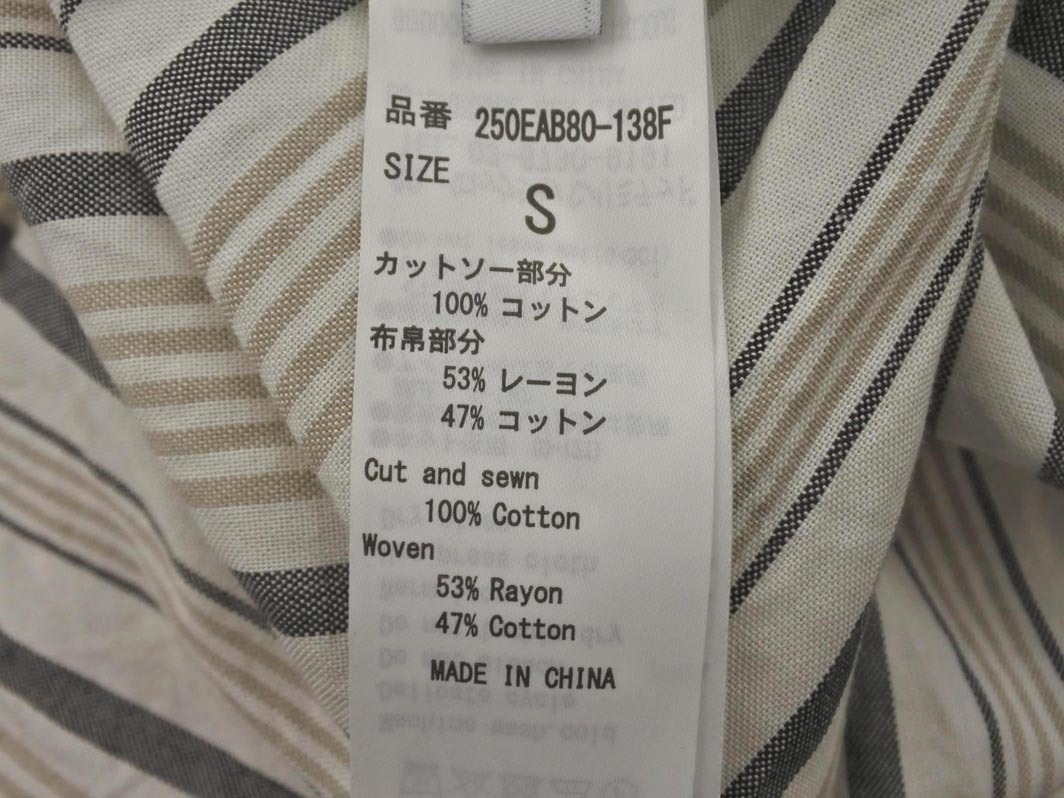 品番 250EAB80-138F
SIZE
S
カットソー部分
100% コットン
布帛部分
53% レーヨン
47% コットン
Cut and sewn
100% Cotton
Woven
53% Rayon
47% Cotton
MADE IN CHINA